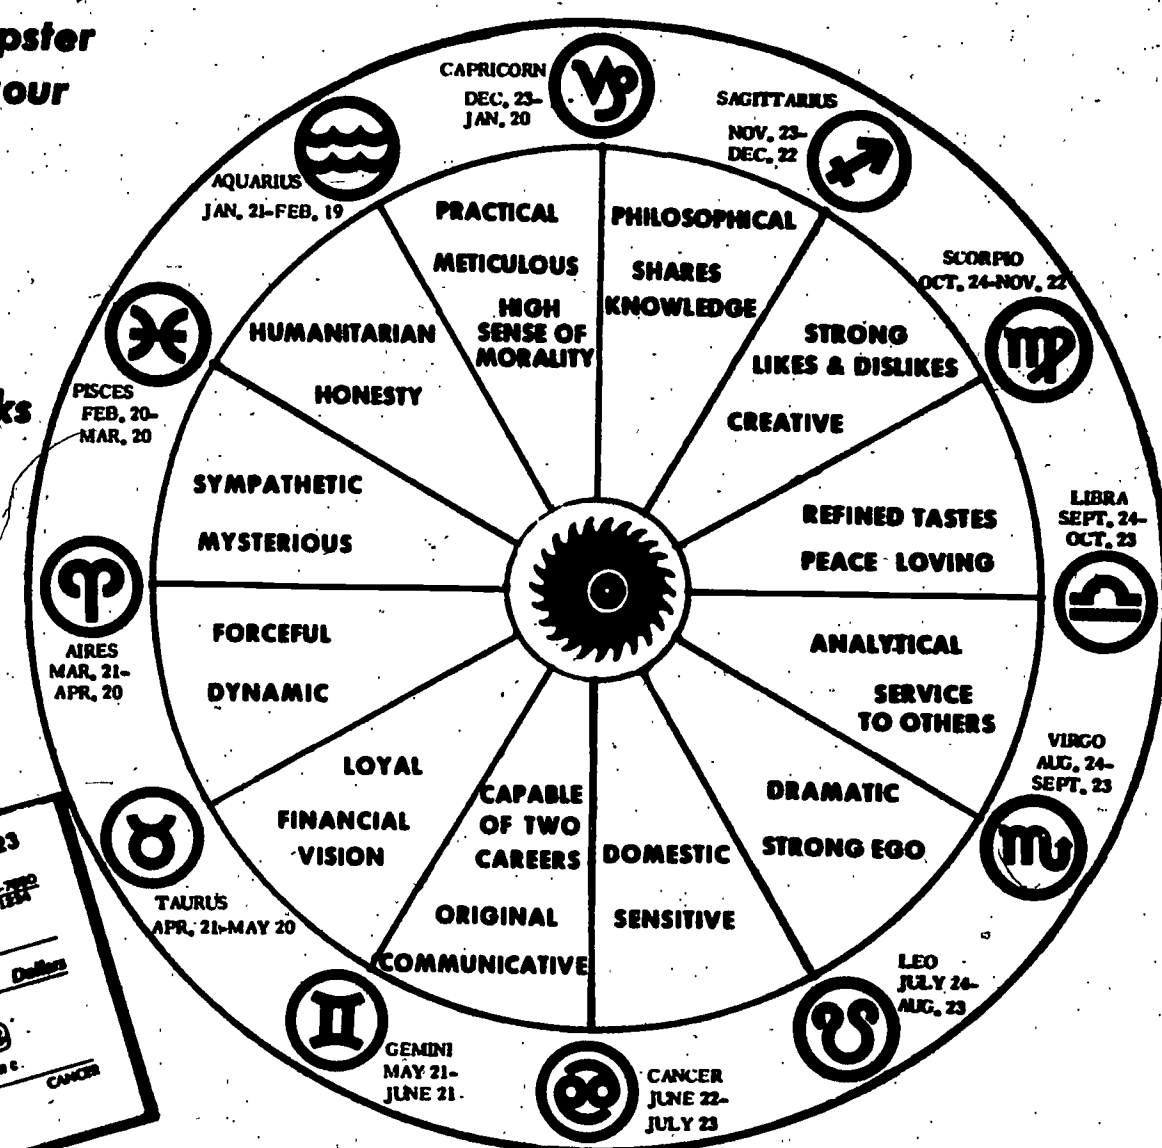 pster
our
ks
CAPRICORN
DEC. 23-
JAN. 20
SAGITTARIUS
NOV. 23-
DEC. 22
SCORPIO
OCT. 24-NOV. 22
LIBRA
SEPT. 24-
OCT. 23
VIRGO
AUG. 24-
SEPT. 23
LEO
JULY 24-
AUG. 23
CANCER
JUNE 22-
JULY 23
GEMINI
MAY 21-
JUNE 21
TAURUS
APR. 21-MAY 20
AIRES
MAR. 21-
APR. 20
PISCES
FEB. 20-
MAR. 20
AQUARIUS
JAN. 21-FEB. 19
PRACTICAL
METICULOUS
HIGH
SENSE OF
MORALITY
PHILOSOPHICAL
SHARES
KNOWLEDGE
STRONG
LIKES & DISLIKES
CREATIVE
REFINED TASTES
PEACE LOVING
ANALYTICAL
SERVICE
TO OTHERS
DRAMATIC
STRONG EGO
DOMESTIC
SENSITIVE
CAPABLE
OF TWO
CAREERS
ORIGINAL
COMMUNICATIVE
LOYAL
FINANCIAL
VISION
FORCEFUL
DYNAMIC
SYMPATHETIC
MYSTERIOUS
HUMANITARIAN
HONESTY
23
Dollars
CANCER